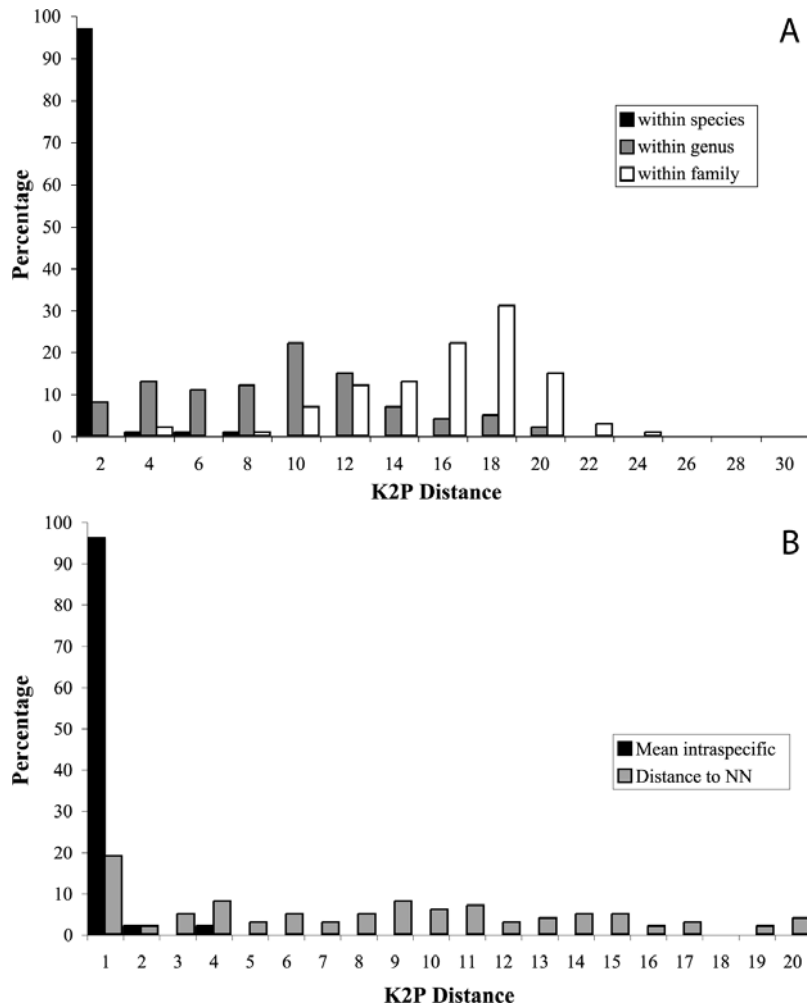 A
100
90
80
70
60
50
40
30
20
10
0
Percentage
within species
within genus
within family
2 4 6 8 10 12 14 16 18 20 22 24 26 28 30
K2P Distance
B
100
90
80
70
60
50
40
30
20
10
0
Percentage
Mean intraspecific
Distance to NN
1 2 3 4 5 6 7 8 9 10 11 12 13 14 15 16 17 18 19 20
K2P Distance